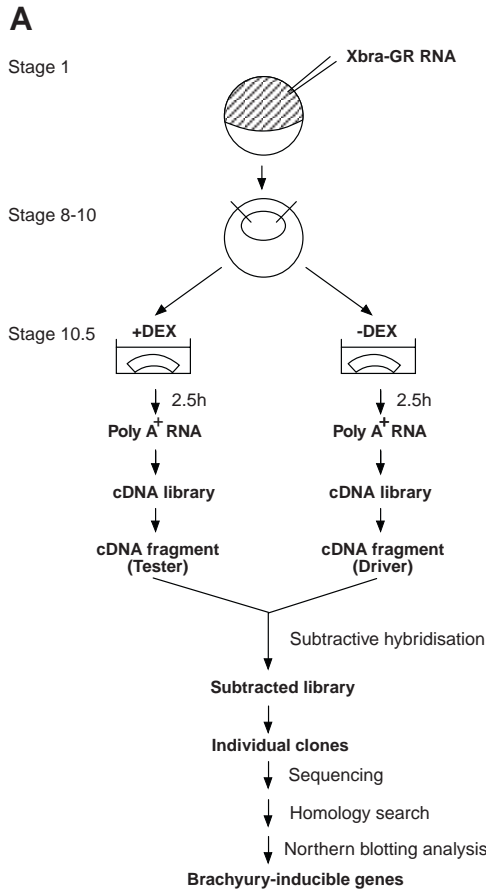 A
Stage 1
Xbra-GR RNA
Stage 8-10
Stage 10.5
+DEX
-DEX
2.5h
2.5h
Poly A+ RNA
Poly A+ RNA
cDNA library
cDNA library
cDNA fragment
(Tester)
cDNA fragment
(Driver)
Subtractive hybridisation
Subtracted library
Individual clones
Sequencing
Homology search
Northern blotting analysis
Brachyury-inducible genes